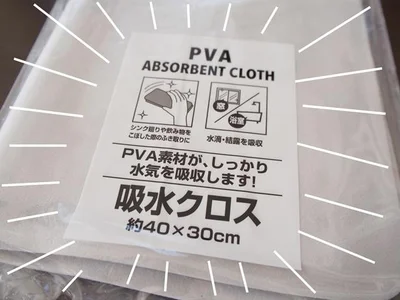 PVA
ABSORBENT CLOTH
窓
浴室
シンク廻りや飲み物を
こぼした際のふき取りに
水滴・結露を吸収
PVA素材が、しっかり
水気を吸収します!
吸水クロス
約40×30cm